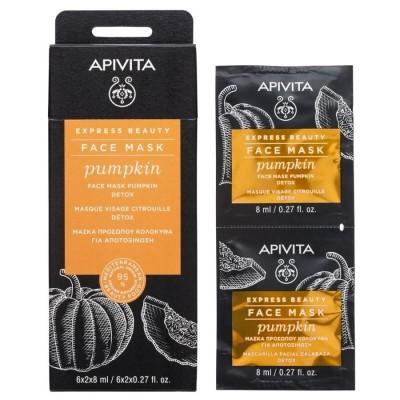 APIVITA
EXPRESS BEAUTY
FACE MASK
pumpkin
FACE MASK PUMPKIN
DETOX
MASQUE VISAGE CITROUILLE
DÉTOX
ΜΑΣΚΑ ΠΡΟΣΩΠΟΥ ΚΟΛΟΚΥΘΑ
ΓΙΑ ΑΠΟΤΟΞΙΝΩΣΗ
MEDITERRANEAN
95
%
6x2x8 ml / 6x2x0.27 fl. oz.
APIVITA
EXPRESS BEAUTY
FACE MASK
pumpkin
FACE MASK PUMPKIN
DETOX
MASQUE VISAGE CITROUILLE
DÉTOX
8 ml / 0.27 fl. oz.
APIVITA
EXPRESS BEAUTY
FACE MASK
pumpkin
ΜΑΣΚΑ ΠΡΟΣΩΠΟΥ ΚΟΛΟΚΥΘΑ
ΓΙΑ ΑΠΟΤΟΞΙΝΩΣΗ
MASCARILLA FACIAL CALABAZA
DETOX
8 ml / 0.27 fl. oz.